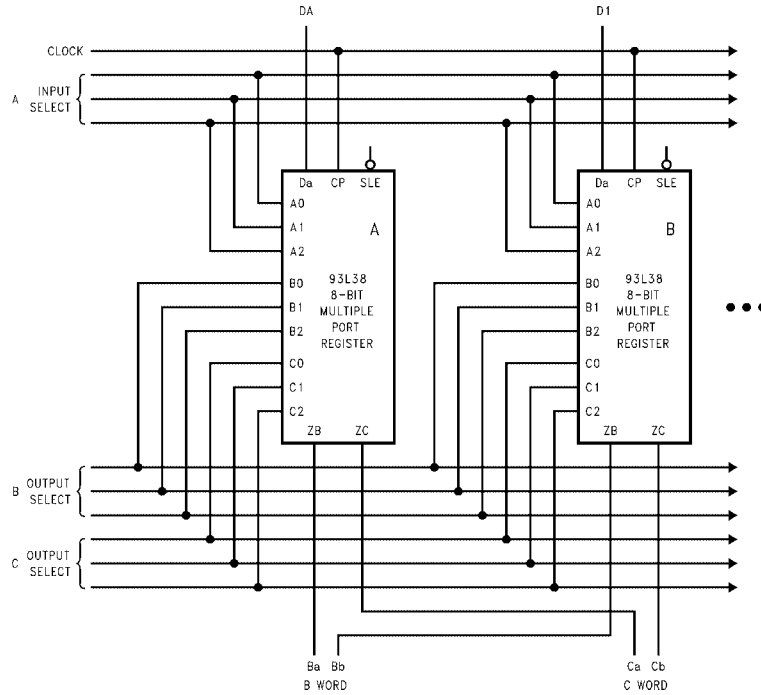 DA
D1
CLOCK
A INPUT SELECT
Da CP SLE
Da CP SLE
A0
A1
A2
A
B0
B1
B2
93L38
8-BIT
MULTIPLE
PORT
REGISTER
C0
C1
C2
ZB ZC
A0
A1
A2
B
B0
B1
B2
93L38
8-BIT
MULTIPLE
PORT
REGISTER
C0
C1
C2
ZB ZC
B OUTPUT SELECT
C OUTPUT SELECT
Ba Bb
B WORD
Ca Cb
C WORD